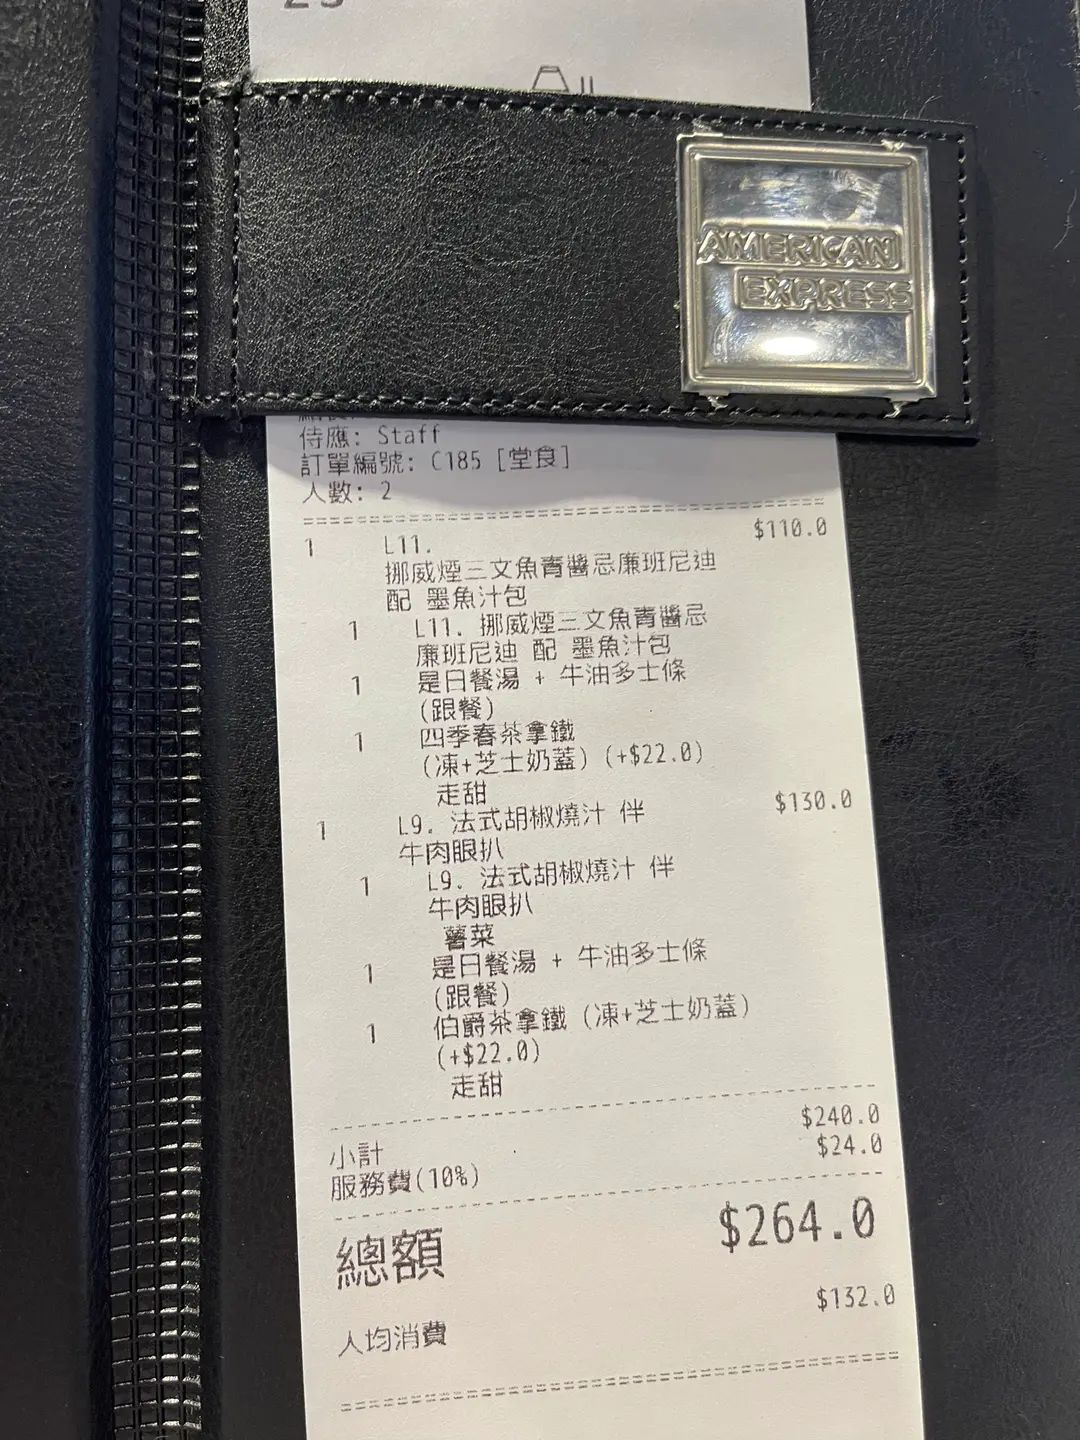 AMERICAN
EXPRESS
侍應: Staff
訂單編號: C185 [堂食]
人數: 2
1 L11. $110.0
挪威煙三文魚青醬忌廉班尼迪
配 墨魚汁包
1 L11. 挪威煙三文魚青醬忌
廉班尼迪 配 墨魚汁包
1 是日餐湯 + 牛油多士條
(跟餐)
1 四季春茶拿鐵
(凍+芝士奶蓋) (+$22.0)
走甜
1 L9. 法式胡椒燒汁 伴 $130.0
牛肉眼扒
1 L9. 法式胡椒燒汁 伴
牛肉眼扒
薯菜
1 是日餐湯 + 牛油多士條
(跟餐)
1 伯爵茶拿鐵 (凍+芝士奶蓋)
(+$22.0)
走甜
小計 $240.0
服務費(10%) $24.0
總額 $264.0
人均消費 $132.0